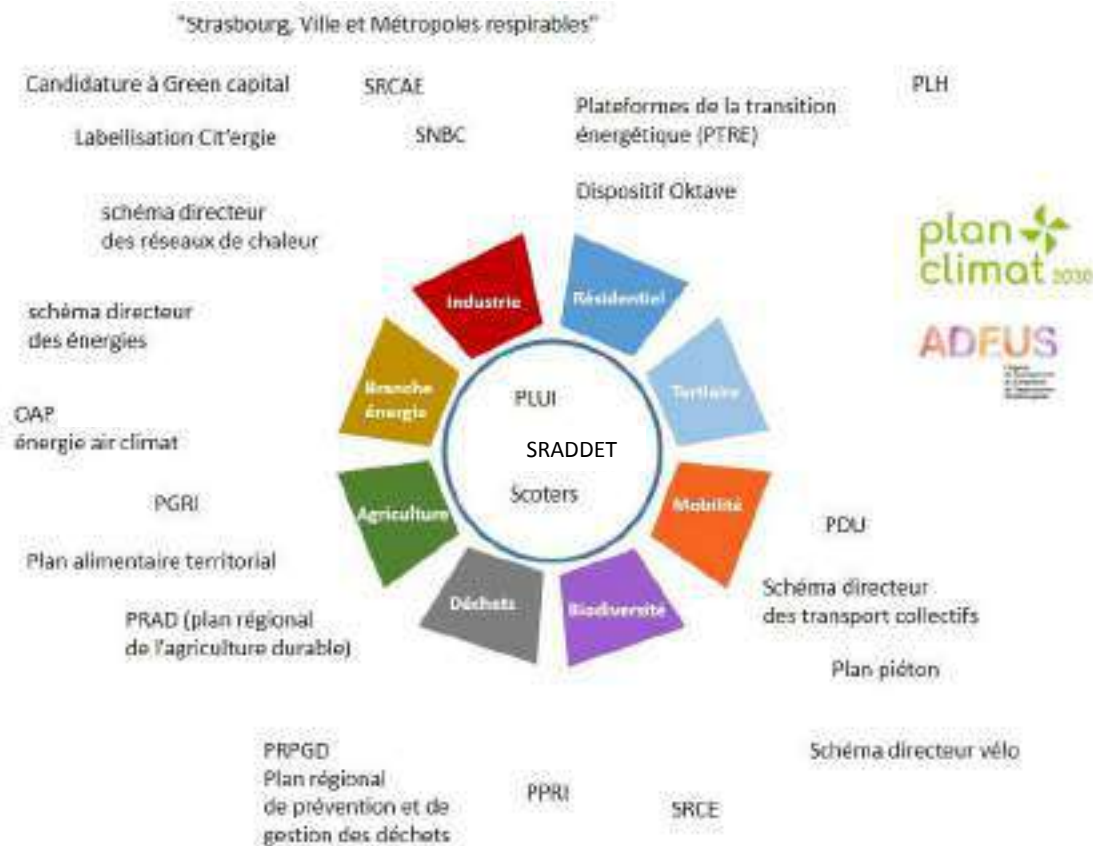 "Strasbourg, Ville et Métropoles respirables"
Candidature à Green capital
SRCAE
PLH
Plateformes de la transition
énergétique (PTRE)
Labellisation Cit'ergie
SNBC
Dispositif Oktave
schéma directeur
des réseaux de chaleur
plan
climat 2030
Industrie
Résidentiel
schéma directeur
des énergies
ADEUS
Branche
énergie
Tertiaire
PLUI
OAP
énergie air climat
SRADDET
Scoters
PGRI
Agriculture
Mobilité
PDU
Plan alimentaire territorial
Déchets
Biodiversité
Schéma directeur
des transport collectifs
PRAD (plan régional
de l'agriculture durable)
Plan piéton
PRPGD
Plan régional
de prévention et de
gestion des déchets
PPRI
SRCE
Schéma directeur vélo